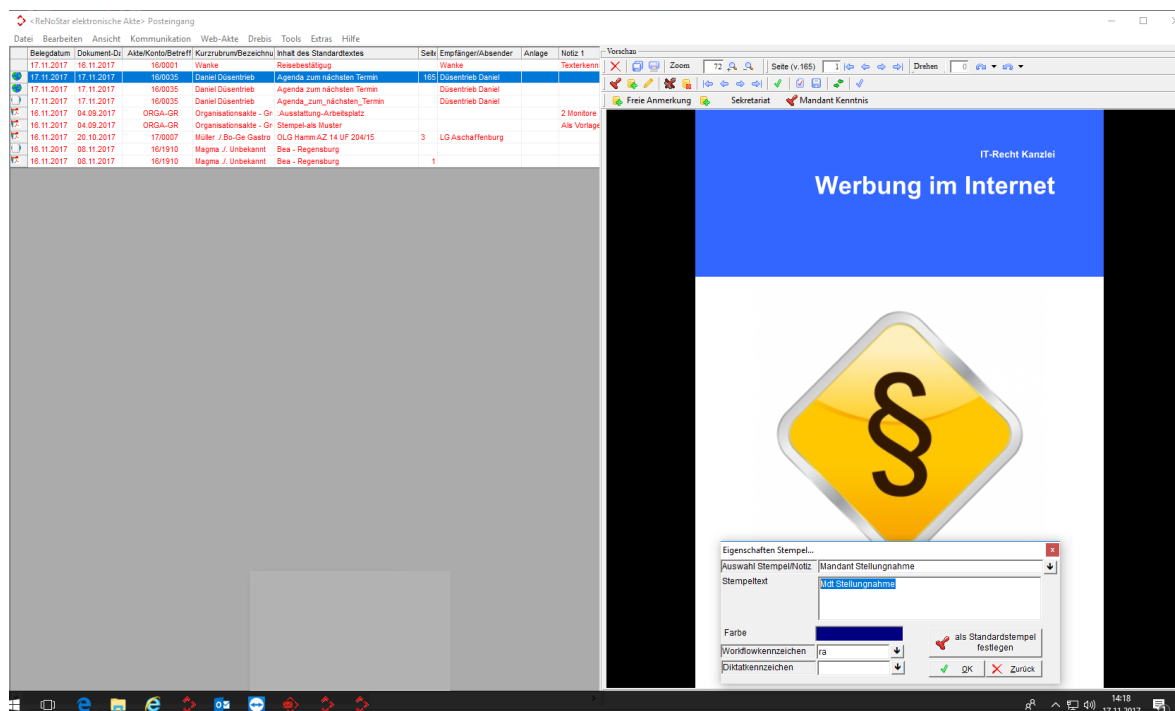 <ReNoStar elektronische Akte> Posteingang
Datei Bearbeiten Ansicht Kommunikation Web-Akte Drebis Tools Extras Hilfe
Belegdatum Dokument-Da Akte/Konto/Betreff Kurzrubrum/Bezeichnu Inhalt des Standardtextes Seite Empfänger/Absender Anlage Notiz 1
17.11.2017 16.11.2017 16/0001 Wanke Reisebestätigung Wanke Texterkenn
17.11.2017 17.11.2017 16/0035 Daniel Düsentrieb Agenda zum nächsten Termin 165 Düsentrieb Daniel
17.11.2017 17.11.2017 16/0035 Daniel Düsentrieb Agenda zum nächsten Termin Düsentrieb Daniel
17.11.2017 17.11.2017 16/0035 Daniel Düsentrieb Agenda_zum_nächsten_Termin Düsentrieb Daniel
16.11.2017 04.09.2017 ORGA-GR Organisationsakte - Gr Ausstattung-Arbeitsplatz 2 Monitore
16.11.2017 04.09.2017 ORGA-GR Organisationsakte - Gr Stempel-als Muster Als Vorlage
16.11.2017 20.10.2017 17/0007 Müller ./.Bo-Ge Gastro OLG Hamm AZ 14 UF 204/15 3 LG Aschaffenburg
16.11.2017 08.11.2017 16/1910 Magma ./. Unbekannt Bea - Regensburg
16.11.2017 08.11.2017 16/1910 Magma ./. Unbekannt Bea - Regensburg 1
Vorschau
Zoom 72 Seite (v.165) 1 Drehen 0
Freie Anmerkung Sekretariat Mandant Kenntnis
IT-Recht Kanzlei
Werbung im Internet
§
Eigenschaften Stempel...
Auswahl Stempel/Notiz Mandant Stellungnahme
Stempeltext Mdt Stellungnahme
Farbe
als Standardstempel
festlegen
Workflowkennzeichen ra
Diktatkennzeichen
OK Zurück
14:18
17.11.2017